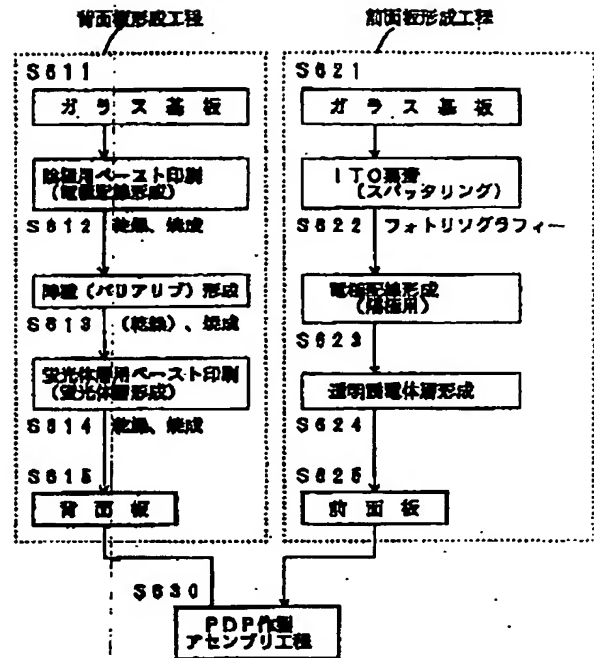 背面板形成工程
S611
ガラス基板
陰極用ペースト印刷
(電極配線形成)
S612 乾燥、焼成
障壁(バリアリブ)形成
S613 (乾燥)、焼成
蛍光体層用ペースト印刷
(蛍光体層形成)
S614 乾燥、焼成
S615
背面板
前面板形成工程
S621
ガラス基板
ITO蒸着
(スパッタリング)
S622 フォトリソグラフィー
電極配線形成
(陽極用)
S623
透明誘電体層形成
S624
S625
前面板
S630
PDP作製
アセンブリ工程